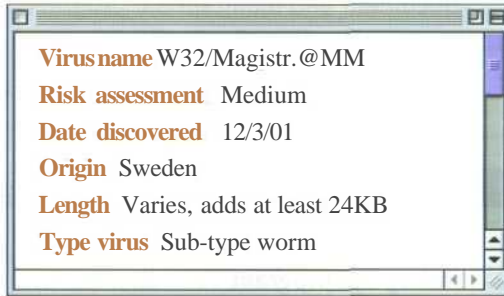 Virus name W32/Magistr.@MM
Risk assessment Medium
Date discovered 12/3/01
Origin Sweden
Length Varies, adds at least 24KB
Type virus Sub-type worm